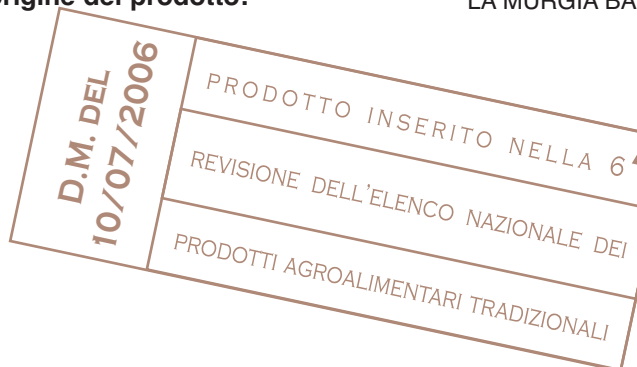 origine del prodotto:
LA MURGIA BA
D.M. DEL
10/07/2006
PRODOTTO INSERITO NELLA 6
REVISIONE DELL'ELENCO NAZIONALE DEI
PRODOTTI AGROALIMENTARI TRADIZIONALI